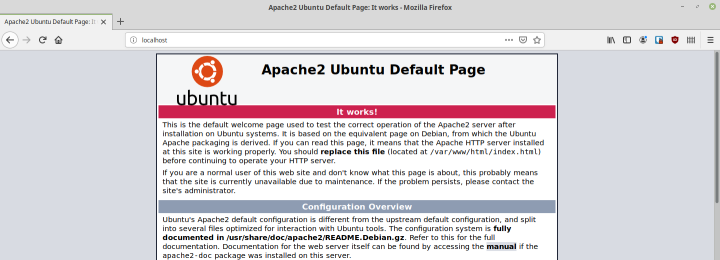 Apache2 Ubuntu Default Page: It works - Mozilla Firefox
Apache2 Ubuntu Default Page: It
localhost
Apache2 Ubuntu Default Page
ubuntu
It works!
This is the default welcome page used to test the correct operation of the Apache2 server after
installation on Ubuntu systems. It is based on the equivalent page on Debian, from which the Ubuntu
Apache packaging is derived. If you can read this page, it means that the Apache HTTP server installed
at this site is working properly. You should replace this file (located at /var/www/html/index.html)
before continuing to operate your HTTP server.
If you are a normal user of this web site and don't know what this page is about, this probably means
that the site is currently unavailable due to maintenance. If the problem persists, please contact the
site's administrator.
Configuration Overview
Ubuntu's Apache2 default configuration is different from the upstream default configuration, and split
into several files optimized for interaction with Ubuntu tools. The configuration system is fully
documented in /usr/share/doc/apache2/README.Debian.gz. Refer to this for the full
documentation. Documentation for the web server itself can be found by accessing the manual if the
apache2-doc package was installed on this server.